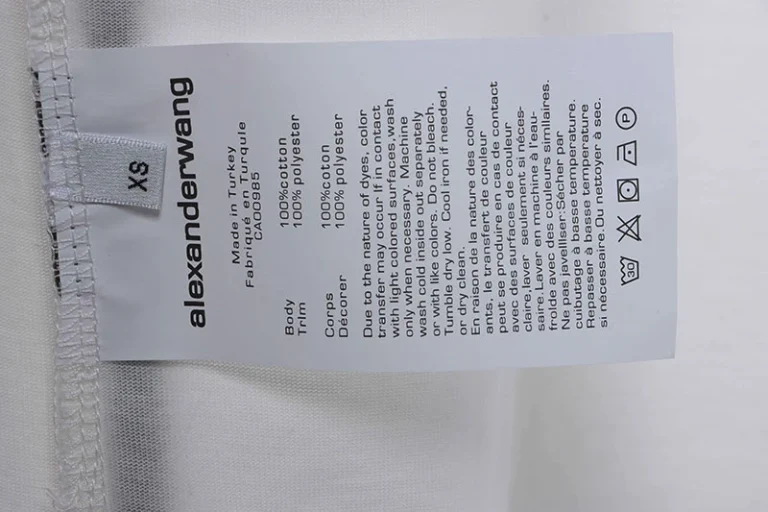 XS
alexanderwang
Made in Turkey
Fabriqué en Turquie
CA00985
Body 100%cotton
Trim 100% polyester
Corps 100%coton
Décorer 100% polyester
Due to the nature of dyes, color
transfer may occur If in contact
with light colored surfaces,wash
only when necessary. Machine
wash cold inside out separately
or with like colors. Do not bleach.
Tumble dry low. Cool iron if needed,
or dry clean.
En raison de la nature des color-
ants, le transfert de couleur
peut se produire en cas de contact
avec des surfaces de couleur
claire,laver seulement si néces-
saire.Laver en machine à l'eau-
froide avec des couleurs similaires.
Ne pas javelliser:Sécher par
cuibutage à basse température.
Repasser à basse température
si nécessaire.Ou nettoyer à sec.
30 P